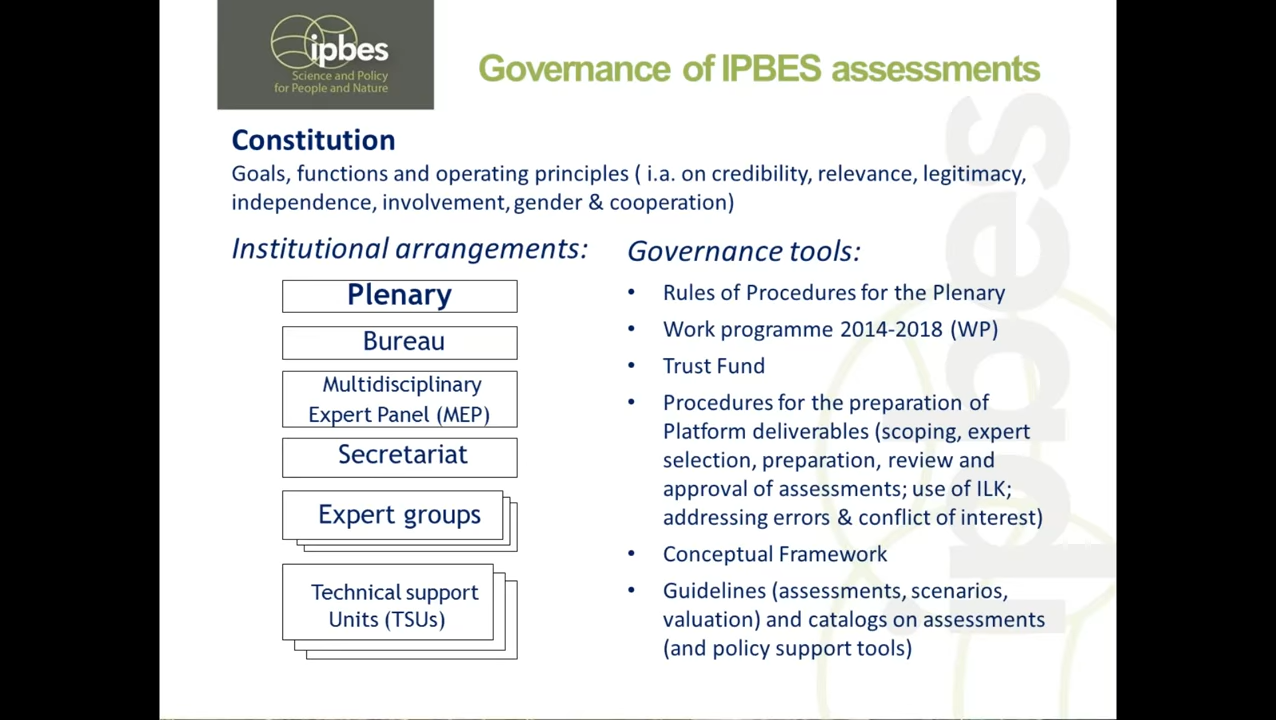 ipbes
Science and Policy
for People and Nature
Governance of IPBES assessments
Constitution
Goals, functions and operating principles ( i.a. on credibility, relevance, legitimacy,
independence, involvement, gender & cooperation)
Institutional arrangements:
Plenary
Bureau
Multidisciplinary
Expert Panel (MEP)
Secretariat
Expert groups
Technical support
Units (TSUs)
Governance tools:
• Rules of Procedures for the Plenary
• Work programme 2014-2018 (WP)
• Trust Fund
• Procedures for the preparation of
Platform deliverables (scoping, expert
selection, preparation, review and
approval of assessments; use of ILK;
addressing errors & conflict of interest)
• Conceptual Framework
• Guidelines (assessments, scenarios,
valuation) and catalogs on assessments
(and policy support tools)
ipbes